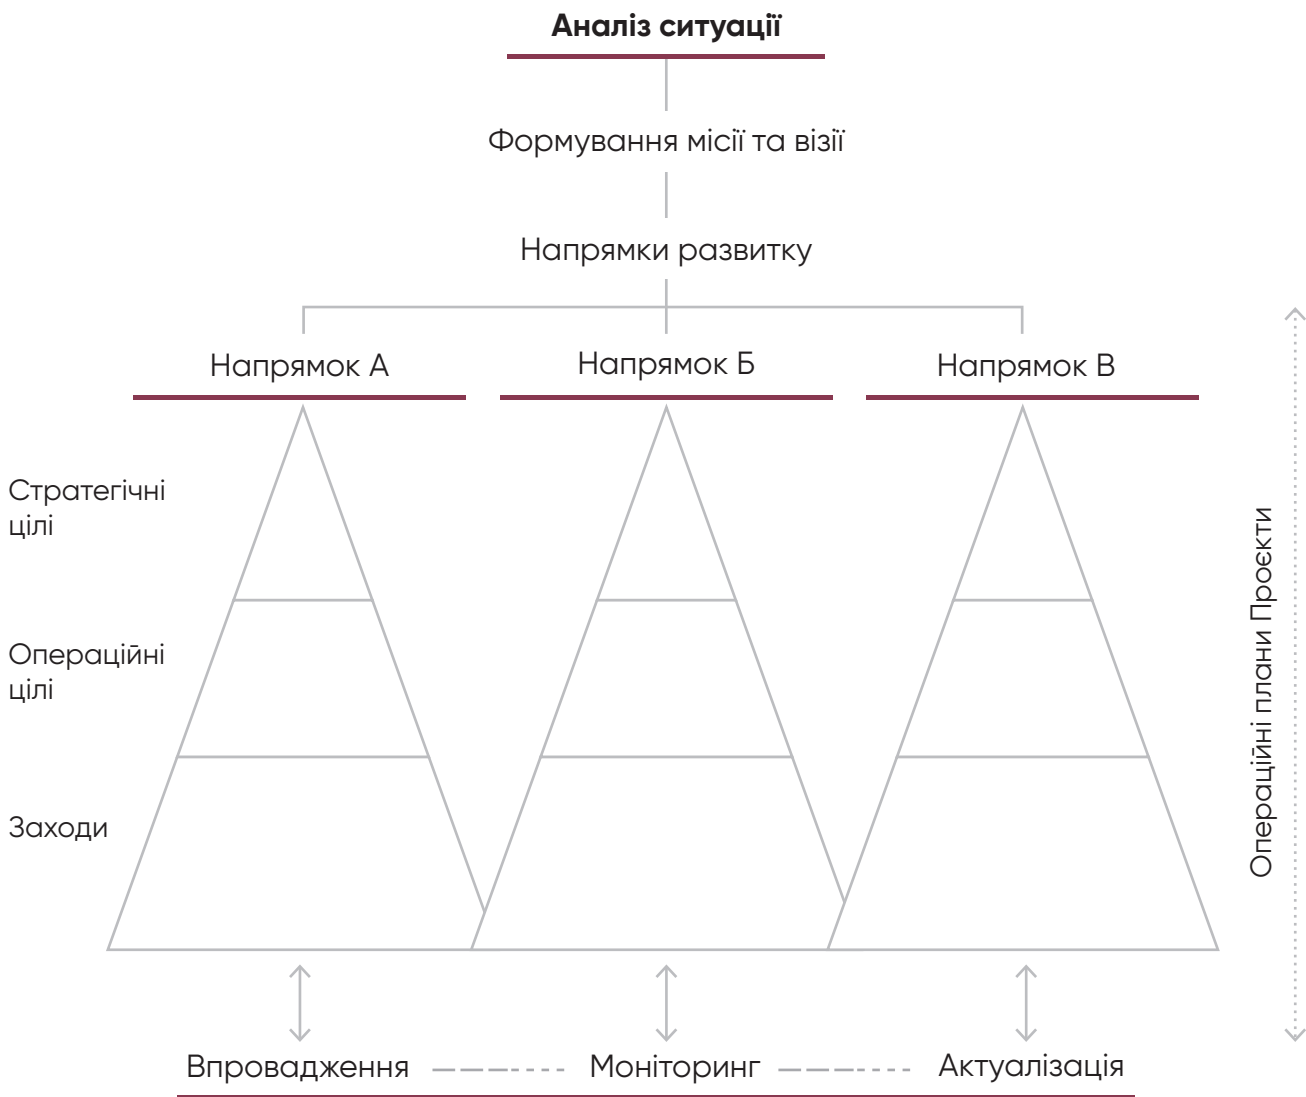 Аналіз ситуації
Формування місії та візії
Напрямки развитку
Напрямок А
Напрямок Б
Напрямок В
Стратегічні
цілі
Операційні
цілі
Заходи
Операційні плани Проєкти
Впровадження
Моніторинг
Актуалізація